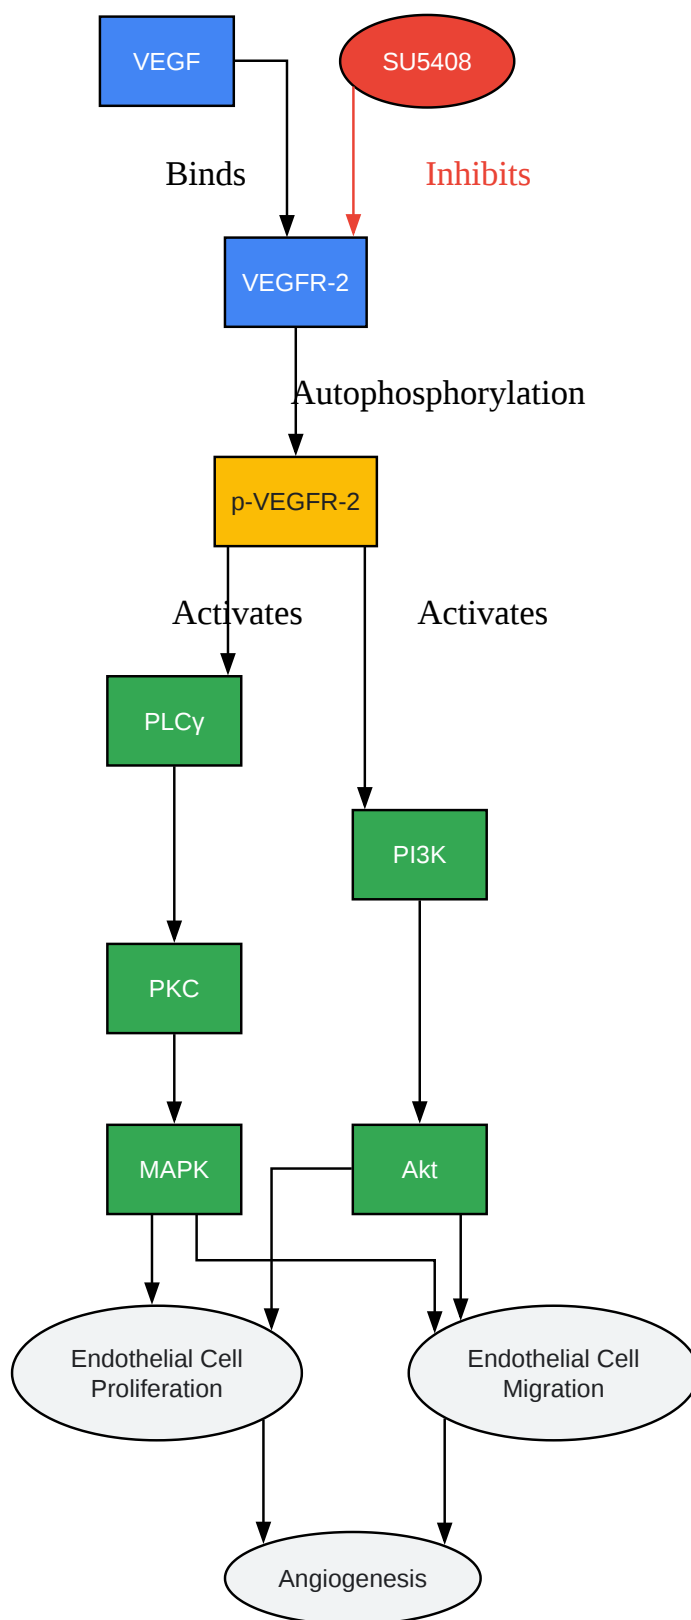 VEGF
SU5408
Binds
Inhibits
VEGFR-2
Autophosphorylation
p-VEGFR-2
Activates
Activates
PLCγ
PI3K
PKC
MAPK
Akt
Endothelial Cell
Proliferation
Endothelial Cell
Migration
Angiogenesis